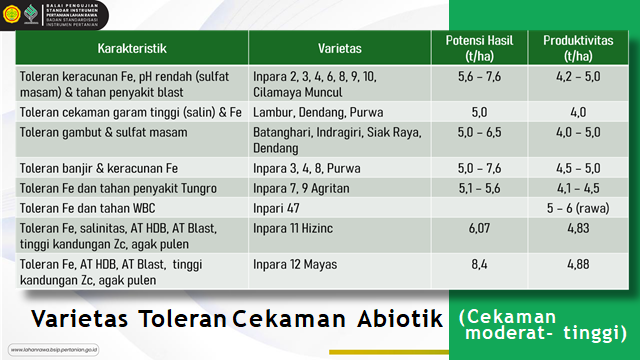 BALAI PENGUJIAN
STANDAR INSTRUMEN
PERTANIAN LAHAN RAWA
BADAN STANDARDISASI
INSTRUMEN PERTANIAN
Karakteristik Varietas Potensi Hasil (t/ha) Produktivitas (t/ha)
Toleran keracunan Fe, pH rendah (sulfat Inpara 2, 3, 4, 6, 8, 9, 10, 5,6 - 7,6 4,2 – 5,0
masam) & tahan penyakit blast Cilamaya Muncul
Toleran cekaman garam tinggi (salin) & Fe Lambur, Dendang, Purwa 5,0 4,0
Toleran gambut & sulfat masam Batanghari, Indragiri, Siak Raya, 5,0 – 6,5 4,0 – 5,0
Dendang
Toleran banjir & keracunan Fe Inpara 3, 4, 8, Purwa 5,0 – 7,6 4,5 – 5,0
Toleran Fe dan tahan penyakit Tungro Inpara 7, 9 Agritan 5,1 – 5,6 4,1 – 4,5
Toleran Fe dan tahan WBC Inpari 47 5 – 6 (rawa)
Toleran Fe, salinitas, AT HDB, AT Blast, Inpara 11 Hizinc 6,07 4,83
tinggi kandungan Zc, agak pulen
Toleran Fe, AT HDB, AT Blast, tinggi Inpara 12 Mayas 8,4 4,88
kandungan Zc, agak pulen
Varietas Toleran Cekaman Abiotik (Cekaman
moderat- tinggi)
www.lahanrawa.bsip.pertanian.go.id